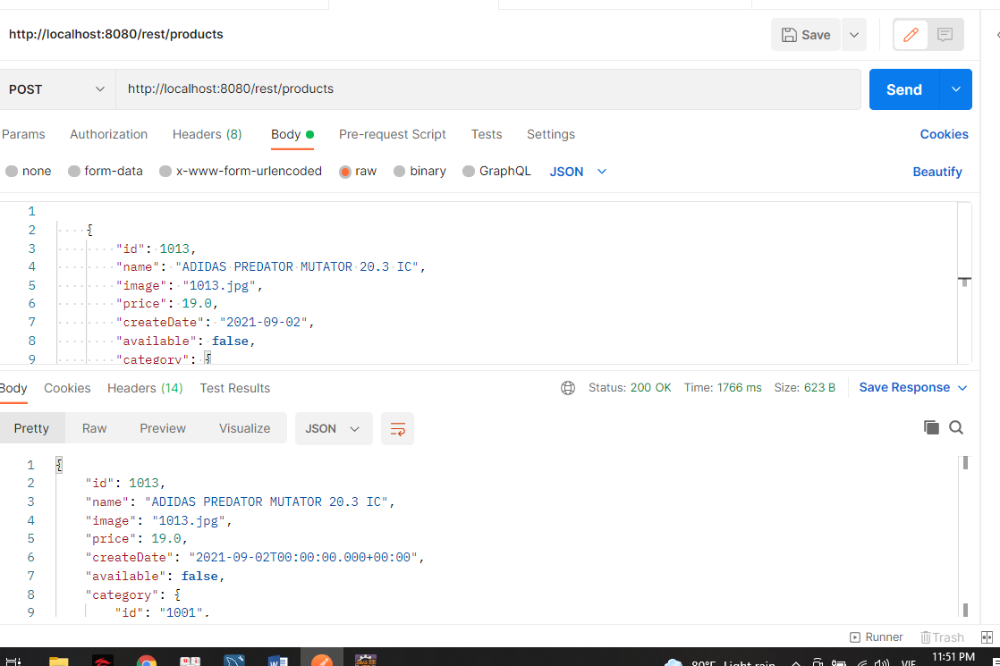 http://localhost:8080/rest/products
Save
POST
http://localhost:8080/rest/products
Send
Params Authorization Headers (8) Body Pre-request Script Tests Settings Cookies
none form-data x-www-form-urlencoded raw binary GraphQL JSON Beautify
1
2 {
3 "id": 1013,
4 "name": "ADIDAS PREDATOR MUTATOR 20.3 IC",
5 "image": "1013.jpg",
6 "price": 19.0,
7 "createDate": "2021-09-02",
8 "available": false,
9 "category": {
Body Cookies Headers (14) Test Results Status: 200 OK Time: 1766 ms Size: 623 B Save Response
Pretty Raw Preview Visualize JSON
1 {
2 "id": 1013,
3 "name": "ADIDAS PREDATOR MUTATOR 20.3 IC",
4 "image": "1013.jpg",
5 "price": 19.0,
6 "createDate": "2021-09-02T00:00:00.000+00:00",
7 "available": false,
8 "category": {
9 "id": "1001",
Runner Trash
80°F Light rain VIE 11:51 PM